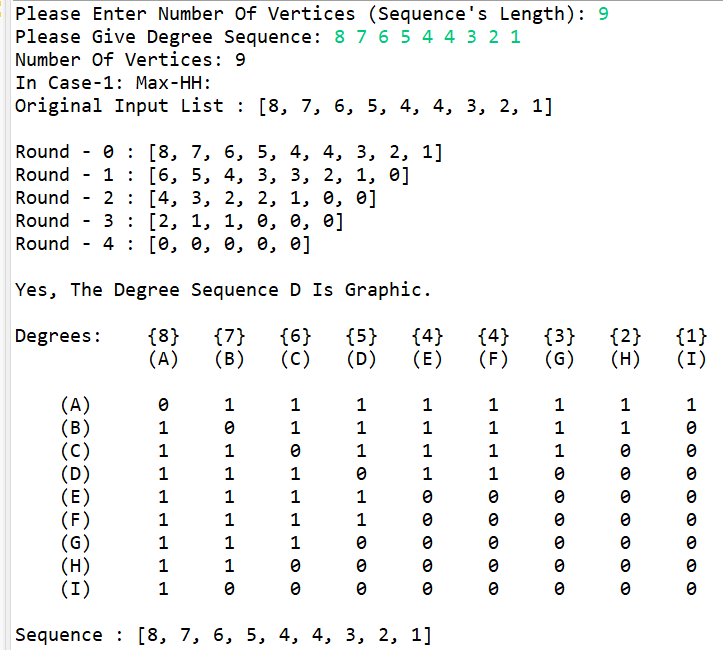 Please Enter Number Of Vertices (Sequence's Length): 9
Please Give Degree Sequence: 8 7 6 5 4 4 3 2 1
Number Of Vertices: 9
In Case-1: Max-HH:
Original Input List : [8, 7, 6, 5, 4, 4, 3, 2, 1]
Round - 0 : [8, 7, 6, 5, 4, 4, 3, 2, 1]
Round - 1 : [6, 5, 4, 3, 3, 2, 1, 0]
Round - 2 : [4, 3, 2, 2, 1, 0, 0]
Round - 3 : [2, 1, 1, 0, 0, 0]
Round - 4 : [0, 0, 0, 0, 0]
Yes, The Degree Sequence D Is Graphic.
Degrees: {8} {7} {6} {5} {4} {4} {3} {2} {1}
(A) (B) (C) (D) (E) (F) (G) (H) (I)
(A) 0 1 1 1 1 1 1 1 1
(B) 1 0 1 1 1 1 1 1 0
(C) 1 1 0 1 1 1 1 0 0
(D) 1 1 1 0 1 1 0 0 0
(E) 1 1 1 1 0 0 0 0 0
(F) 1 1 1 1 0 0 0 0 0
(G) 1 1 1 0 0 0 0 0 0
(H) 1 1 0 0 0 0 0 0 0
(I) 1 0 0 0 0 0 0 0 0
Sequence : [8, 7, 6, 5, 4, 4, 3, 2, 1]